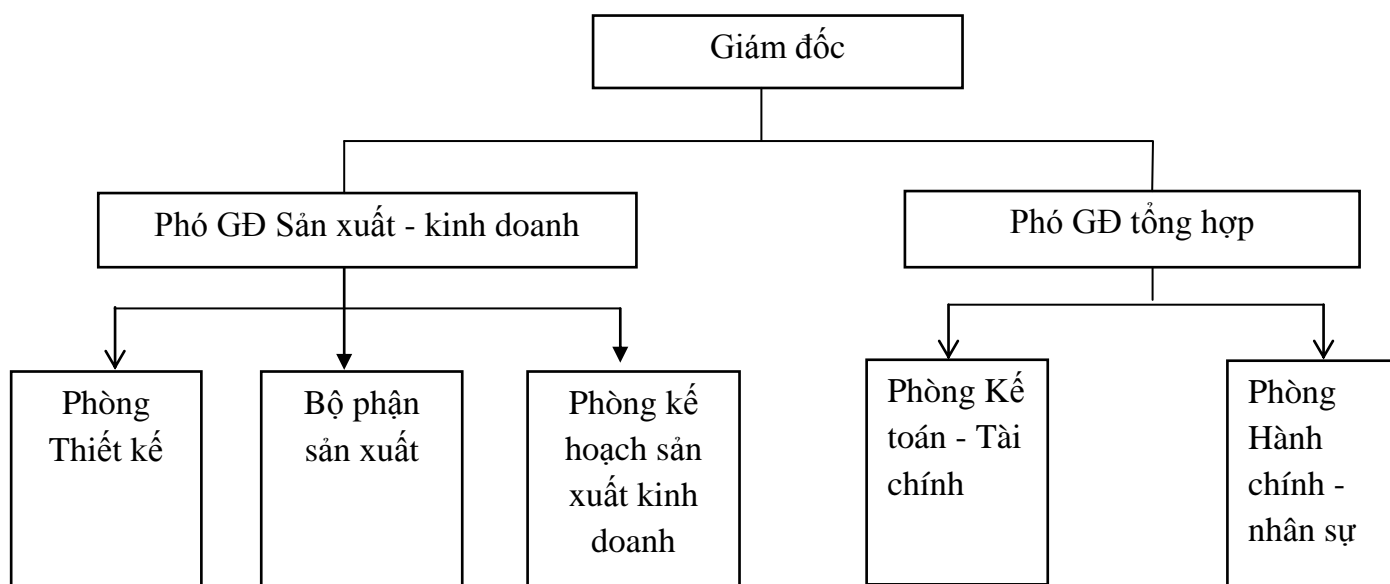 Giám đốc
Phó GĐ Sản xuất - kinh doanh
Phó GĐ tổng hợp
Phòng
Thiết kế
Bộ phận
sản xuất
Phòng kế
hoạch sản
xuất kinh
doanh
Phòng Kế
toán - Tài
chính
Phòng
Hành
chính -
nhân sự